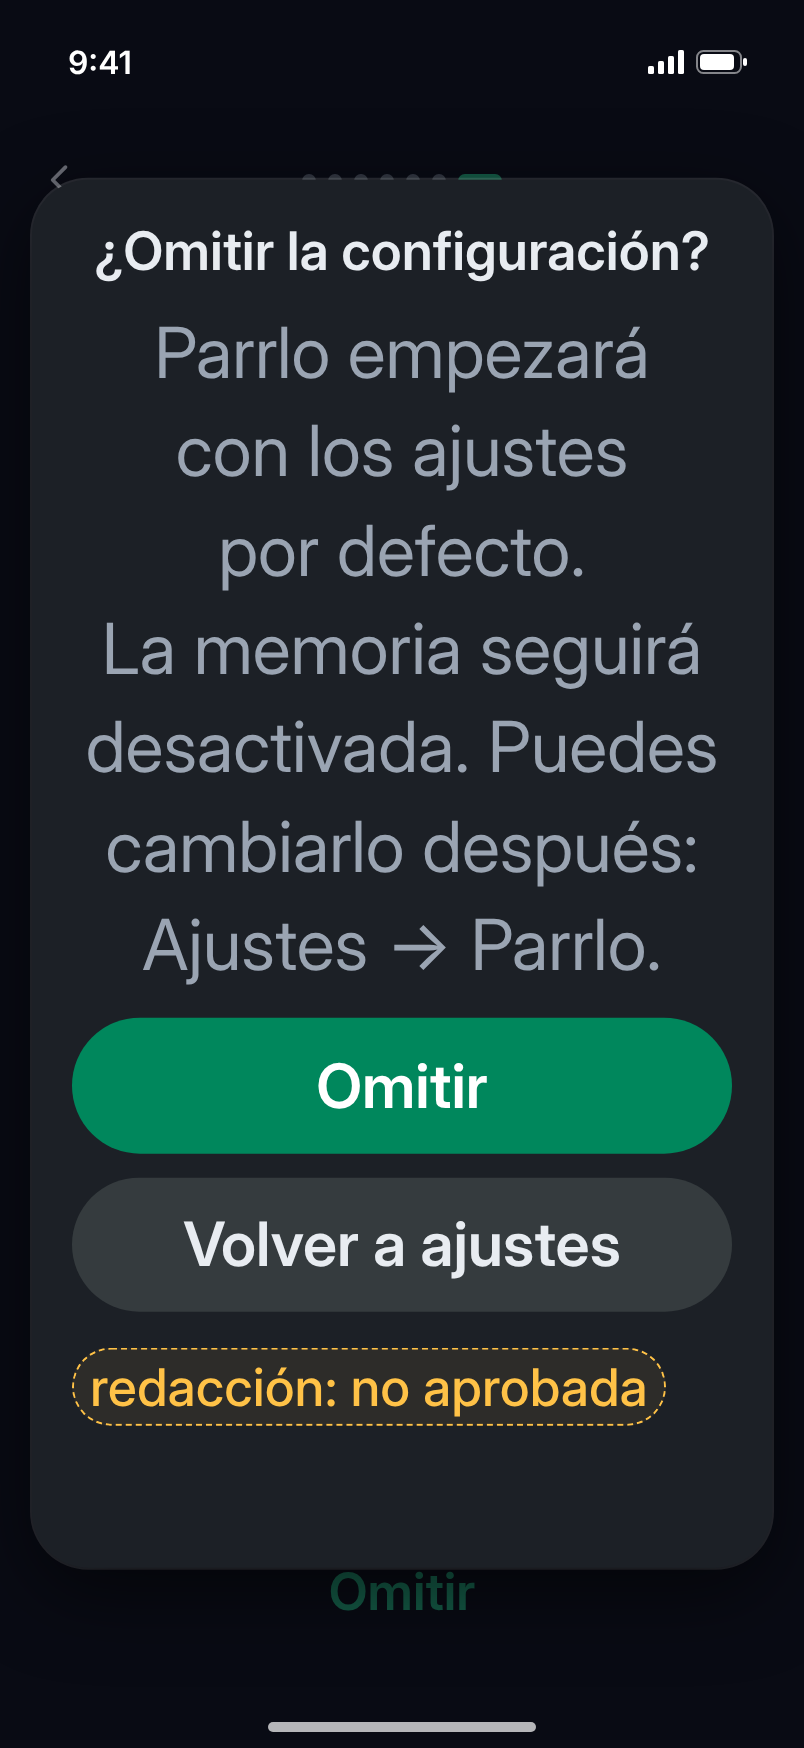 9:41
¿Omitir la configuración?
Parrlo empezará
con los ajustes
por defecto.
La memoria seguirá
desactivada. Puedes
cambiarlo después:
Ajustes → Parrlo.
Omitir
Volver a ajustes
redacción: no aprobada
Omitir